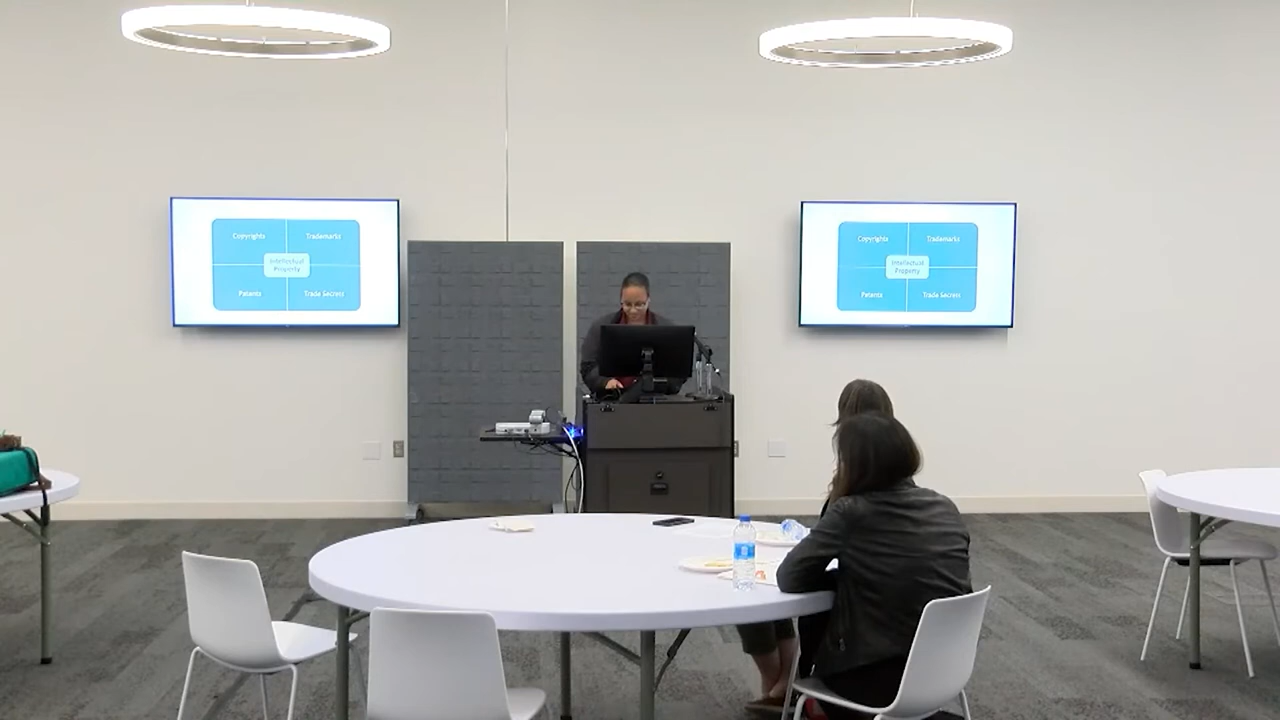 Copyrights
Trademarks
Intellectual
Property
Patents
Trade Secrets
Copyrights
Trademarks
Intellectual
Property
Patents
Trade Secrets